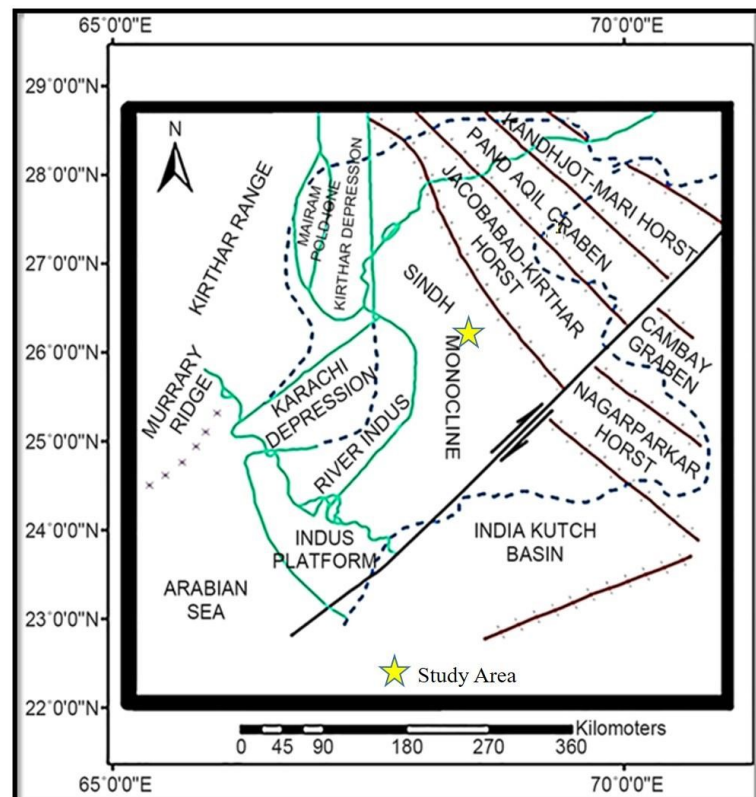 65°0'0"E
70°0'0"E
29°0'0"N
28°0'0"N
27°0'0"N
26°0'0"N
25°0'0"N
24°0'0"N
23°0'0"N
22°0'0"N
N
KIRTHAR RANGE
MAIRAM
POLD IONE
KIRTHAR DEPRESSION
KANDHJOT-MARI HORST
PAND AQIL CRABEN
JACOBABAD-KIRTHAR
HORST
SINDH
MONOCLINE
CAMBAY
GRABEN
NAGARPARKAR
HORST
MURRARY
RIDGE
KARACHI
DEPRESSION
RIVER INDUS
INDUS
PLATFORM
INDIA KUTCH
BASIN
ARABIAN
SEA
Study Area
Kilomoters
0 45 90 180 270 360
65°0'0"E
70°0'0"E